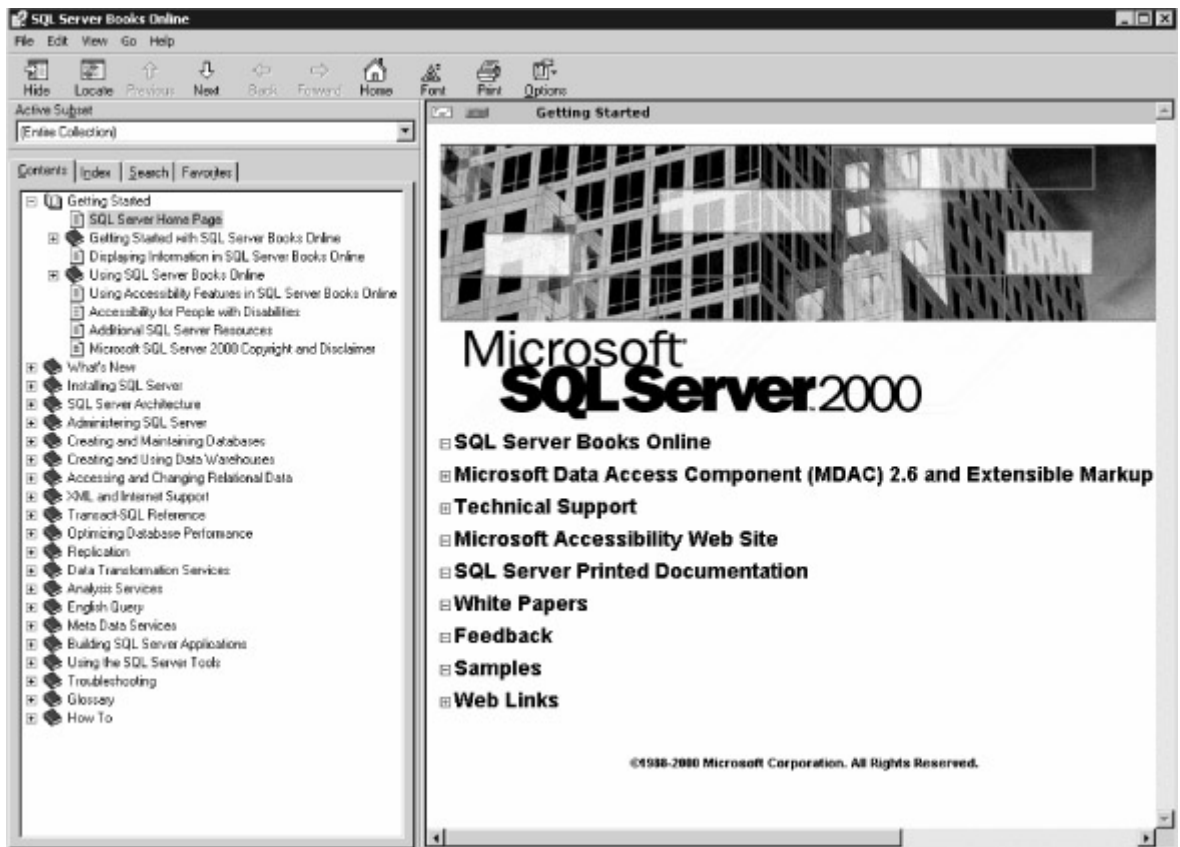 SQL Server Books Online
File Edit View Go Help
Hide Locate Previous Next Back Forward Home Font Print Options
Active Subset
(Entire Collection)
Contents Index Search Favorites
Getting Started
SQL Server Home Page
Getting Started with SQL Server Books Online
Displaying Information in SQL Server Books Online
Using SQL Server Books Online
Using Accessibility Features in SQL Server Books Online
Accessibility for People with Disabilities
Additional SQL Server Resources
Microsoft SQL Server 2000 Copyright and Disclaimer
What's New
Installing SQL Server
SQL Server Architecture
Administering SQL Server
Creating and Maintaining Databases
Creating and Using Data Warehouses
Accessing and Changing Relational Data
XML and Internet Support
Transact-SQL Reference
Optimizing Database Performance
Replication
Data Transformation Services
Analysis Services
English Query
Meta Data Services
Building SQL Server Applications
Using the SQL Server Tools
Troubleshooting
Glossary
How To
Getting Started
Microsoft
SQL Server 2000
SQL Server Books Online
Microsoft Data Access Component (MDAC) 2.6 and Extensible Markup
Technical Support
Microsoft Accessibility Web Site
SQL Server Printed Documentation
White Papers
Feedback
Samples
Web Links
©1988-2000 Microsoft Corporation. All Rights Reserved.